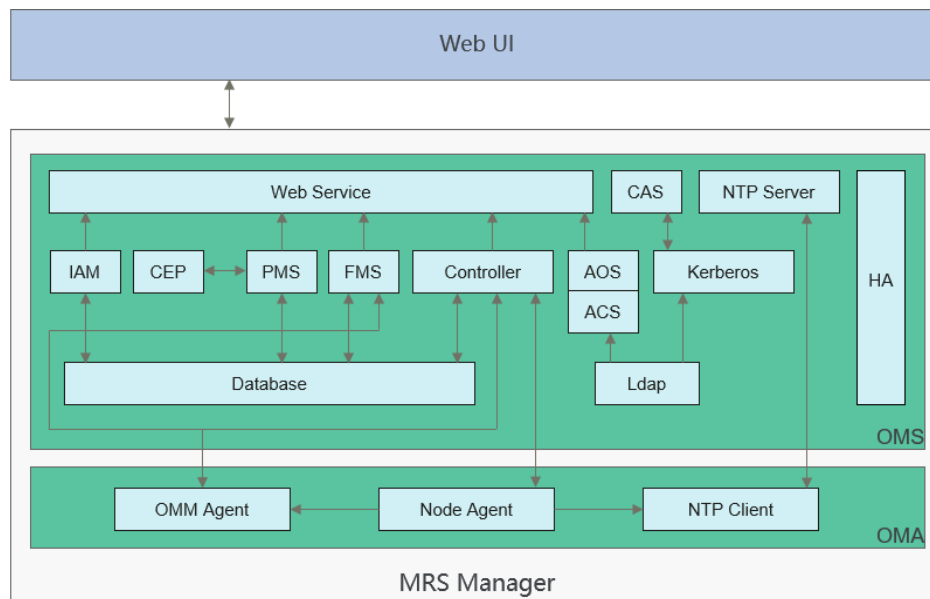 Web UI
Web Service
CAS
NTP Server
IAM
CEP
PMS
FMS
Controller
AOS
Kerberos
HA
ACS
Database
Ldap
OMS
OMM Agent
Node Agent
NTP Client
OMA
MRS Manager